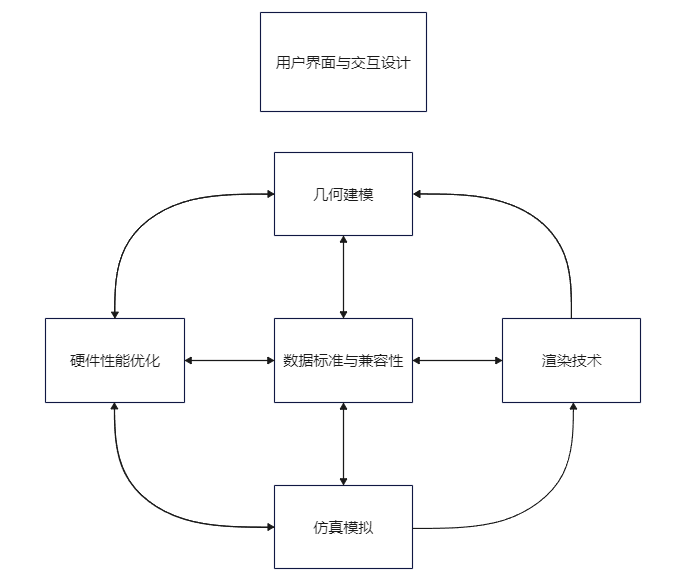 用户界面与交互设计
几何建模
硬件性能优化
数据标准与兼容性
渲染技术
仿真模拟